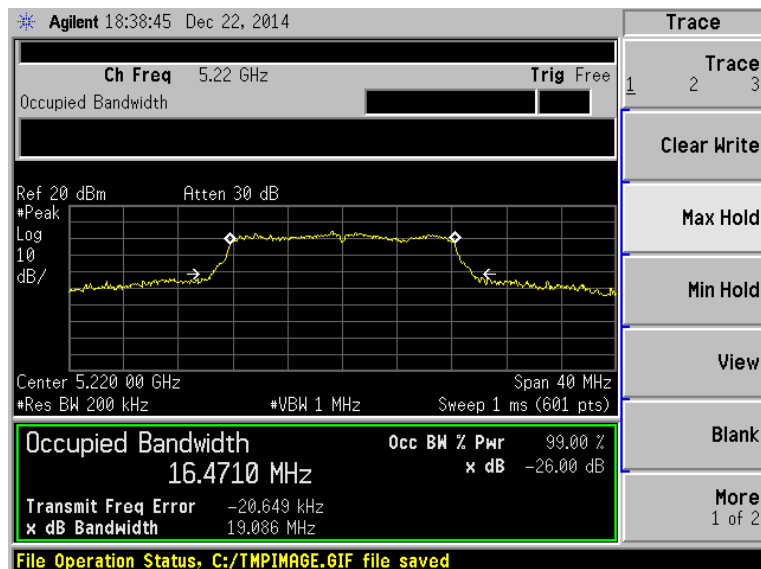 Agilent 18:38:45 Dec 22, 2014
Trace
Ch Freq 5.22 GHz Trig Free
Occupied Bandwidth
Trace
1 2 3
Clear Write
Max Hold
Min Hold
View
Blank
More
1 of 2
Ref 20 dBm Atten 30 dB
#Peak
Log
10
dB/
Center 5.220 00 GHz Span 40 MHz
#Res BW 200 kHz #VBW 1 MHz Sweep 1 ms (601 pts)
Occupied Bandwidth Occ BW % Pwr 99.00 %
16.4710 MHz x dB -26.00 dB
Transmit Freq Error -20.649 kHz
x dB Bandwidth 19.086 MHz
File Operation Status, C:/TMPIMAGE.GIF file saved